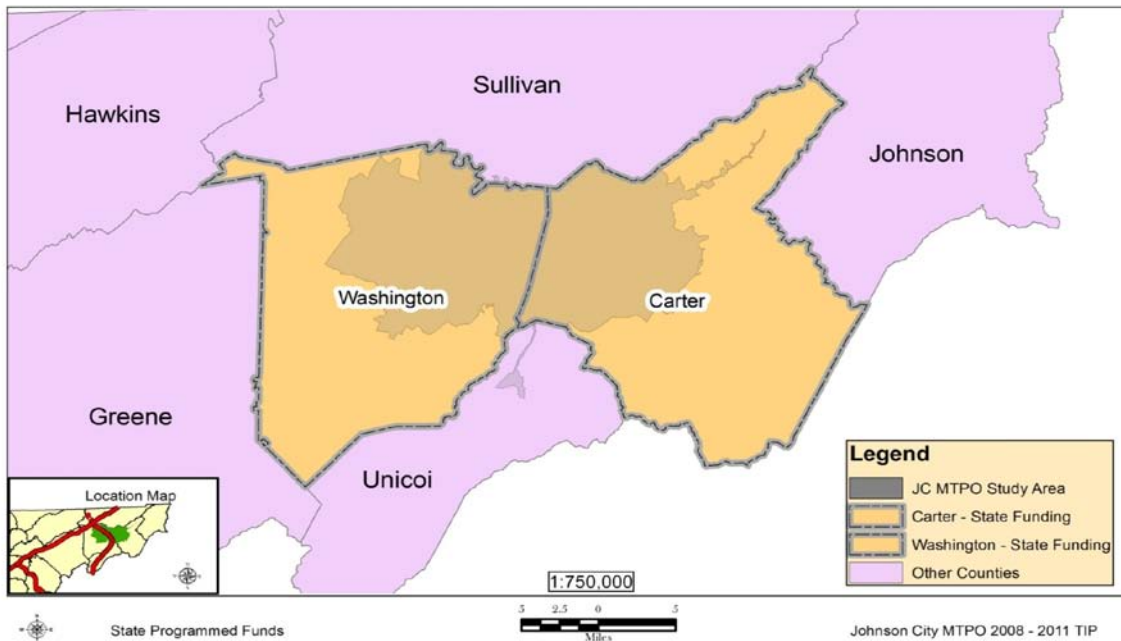 Sullivan
Hawkins
Johnson
Washington
Carter
Greene
Unicoi
Location Map
Legend
JC MTPO Study Area
Carter - State Funding
Washington - State Funding
Other Counties
1:750,000
5 2.5 0 5
Miles
State Programmed Funds
Johnson City MTPO 2008 - 2011 TIP